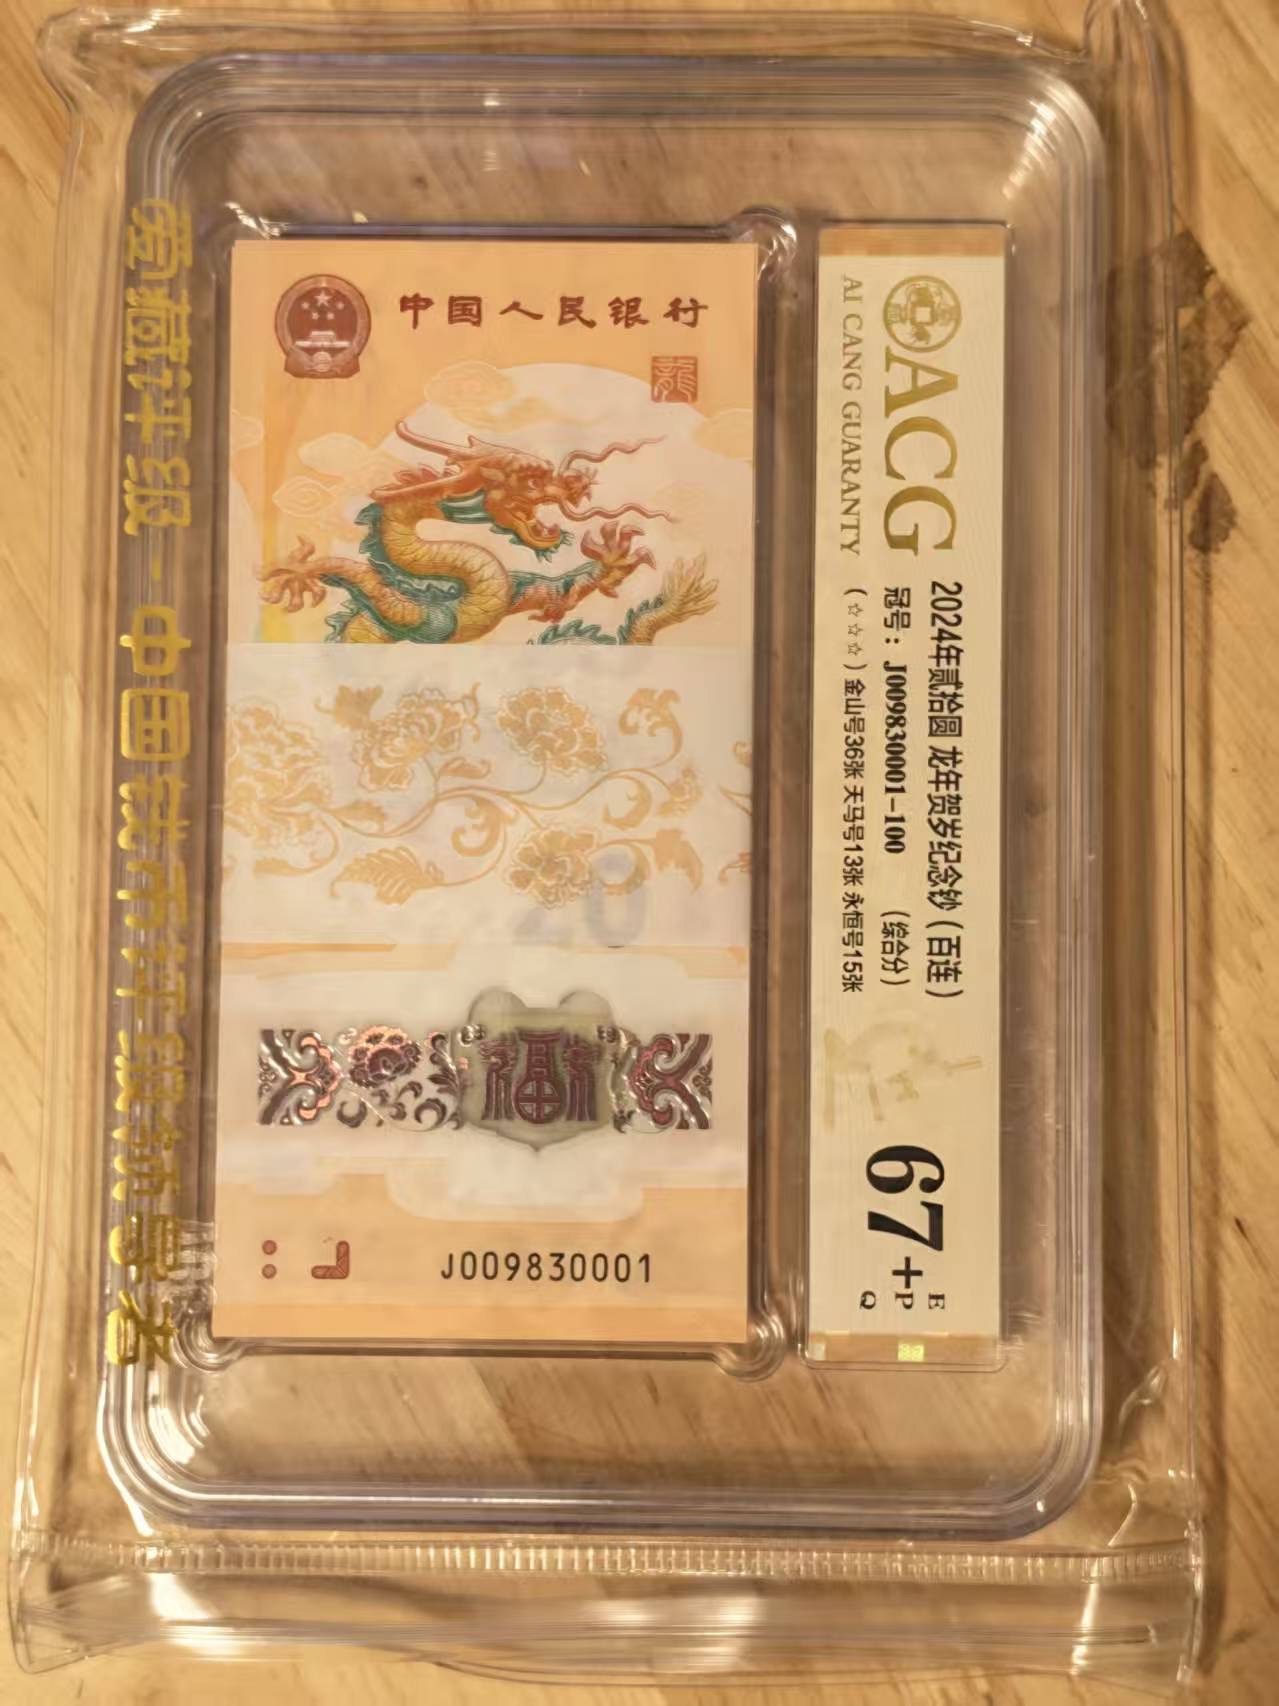 中国人民银行
龍
20
福
J009830001
ACG
AI CANG GUARANTY
2024年贰拾圆 龙年贺岁纪念钞（百连）
冠号：J009830001-100 （综合分）
（☆☆☆）金山号36张 天马号13张 永恒号15张
67+
E
P
Q
爱藏评级-中国钱币评级领导者